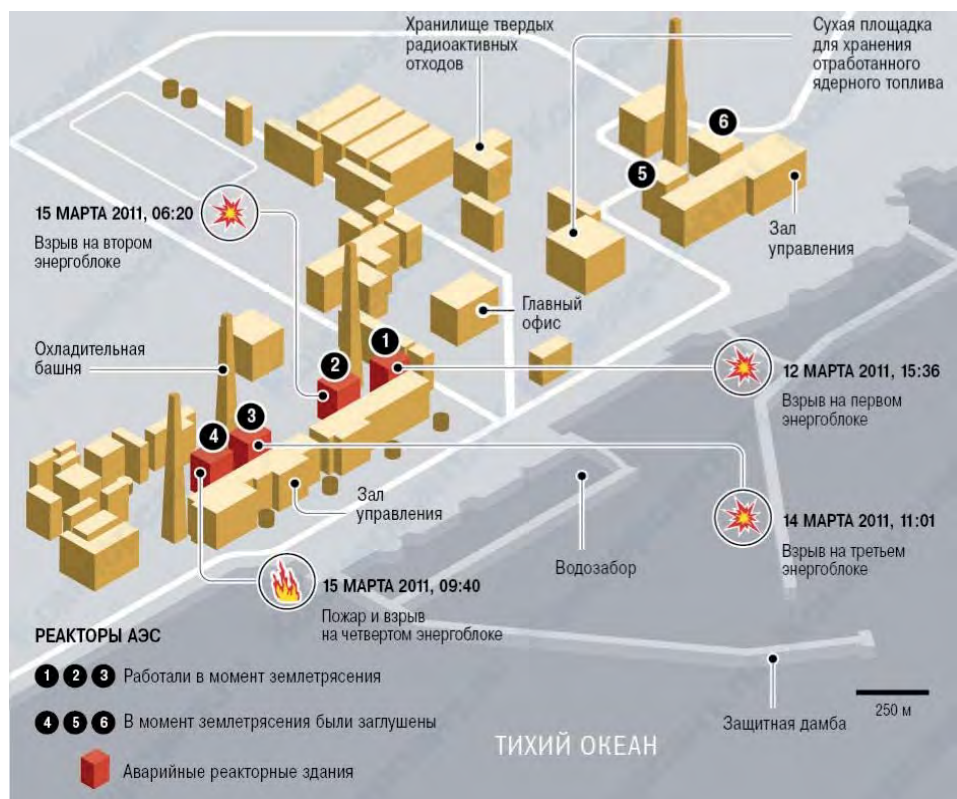 Хранилище твердых
радиоактивных
отходов
Сухая площадка
для хранения
отработанного
ядерного топлива
6
5
15 МАРТА 2011, 06:20
Взрыв на втором
энергоблоке
Зал
управления
Главный
офис
Охладительная
башня
1
2
3
4
12 МАРТА 2011, 15:36
Взрыв на первом
энергоблоке
Зал
управления
14 МАРТА 2011, 11:01
Взрыв на третьем
энергоблоке
Водозабор
15 МАРТА 2011, 09:40
Пожар и взрыв
на четвертом энергоблоке
РЕАКТОРЫ АЭС
1 2 3 Работали в момент землетрясения
4 5 6 В момент землетрясения были заглушены
Аварийные реакторные здания
Защитная дамба
250 м
ТИХИЙ ОКЕАН